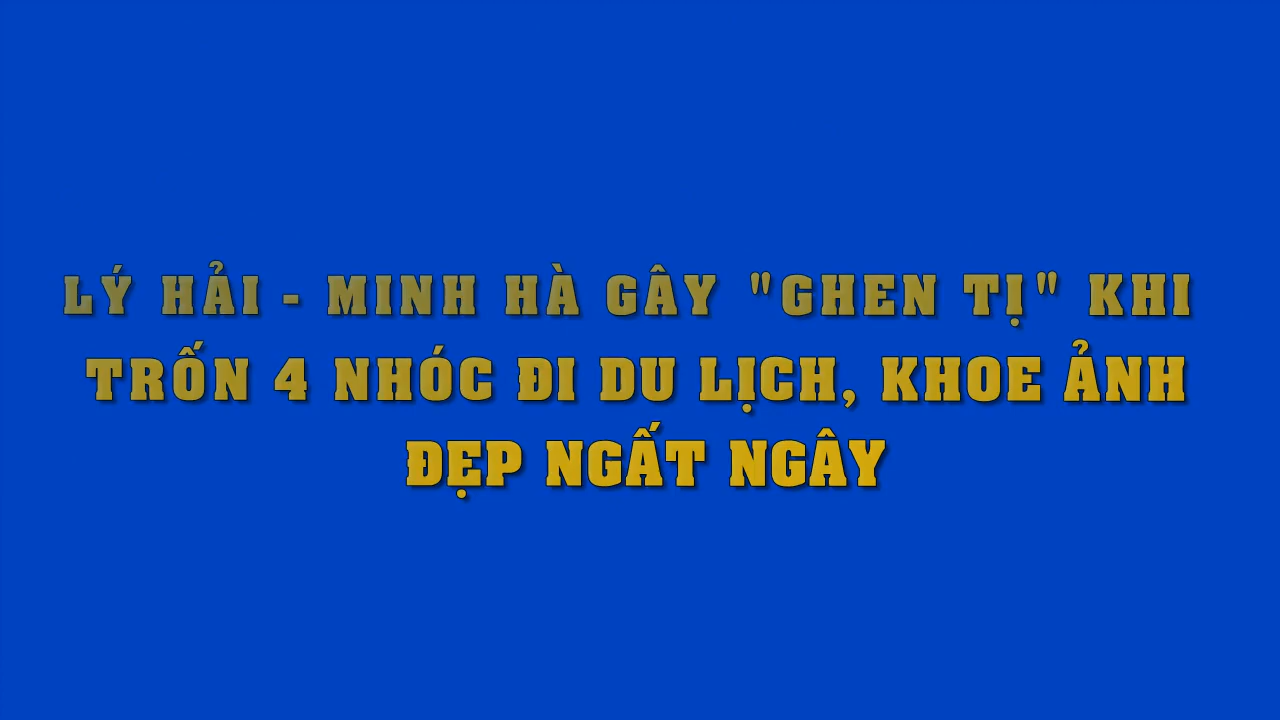 LÝ HẢI - MINH HÀ GÂY "GHEN TỊ" KHI
TRỐN 4 NHÓC ĐI DU LỊCH, KHOE ẢNH
ĐẸP NGẤT NGÂY